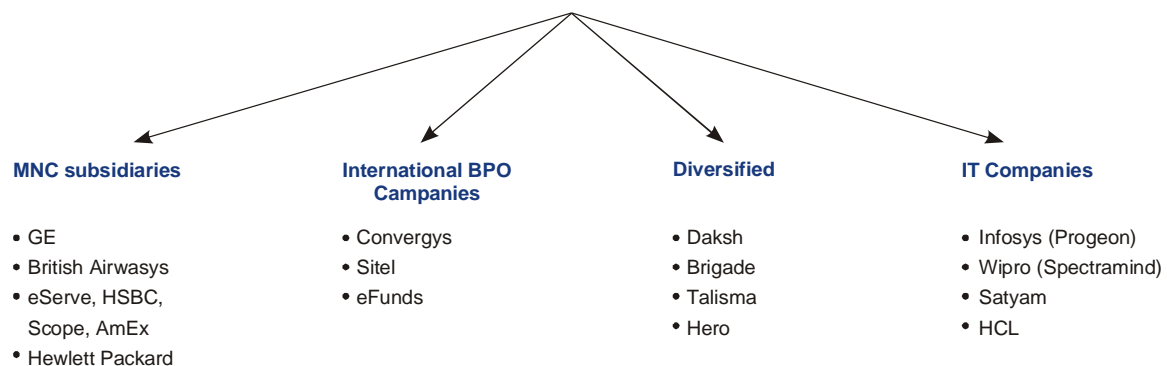 MNC subsidiaries
• GE
• British Airwasys
• eServe, HSBC,
Scope, AmEx
• Hewlett Packard
International BPO
Campanies
• Convergys
• Sitel
• eFunds
Diversified
• Daksh
• Brigade
• Talisma
• Hero
IT Companies
• Infosys (Progeon)
• Wipro (Spectramind)
• Satyam
• HCL